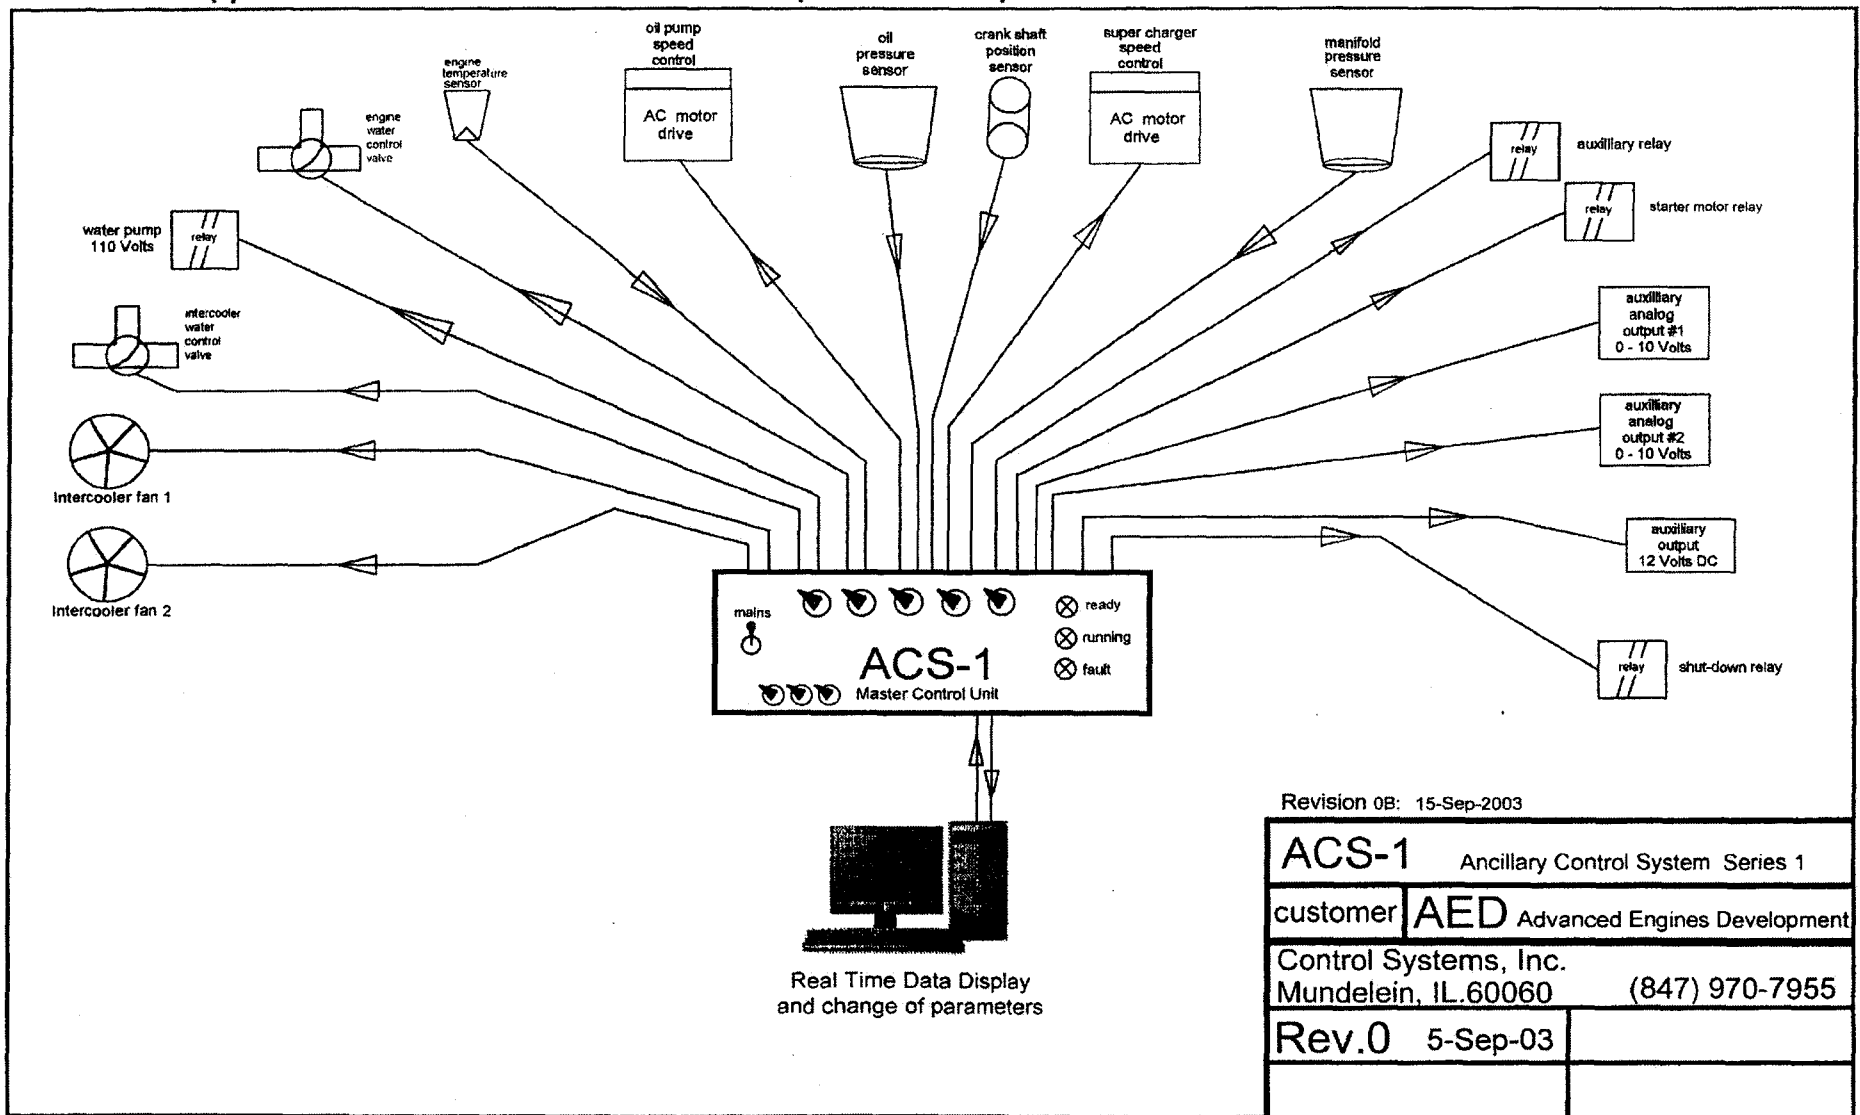 oil pump
speed
control
AC motor
drive
oil
pressure
sensor
crank shaft
position
sensor
super charger
speed
control
AC motor
drive
manifold
pressure
sensor
engine
temperature
sensor
engine
water
control
valve
relay
auxilliary relay
relay
starter motor relay
water pump
110 Volts
relay
intercooler
water
control
valve
auxilliary
analog
output #1
0 - 10 Volts
auxilliary
analog
output #2
0 - 10 Volts
Intercooler fan 1
auxilliary
output
12 Volts DC
Intercooler fan 2
relay
shut-down relay
mains
ready
running
fault
ACS-1
Master Control Unit
Real Time Data Display
and change of parameters
Revision 0B: 15-Sep-2003
ACS-1 Ancillary Control System Series 1
customer AED Advanced Engines Development
Control Systems, Inc.
Mundelein, IL.60060 (847) 970-7955
Rev.0 5-Sep-03